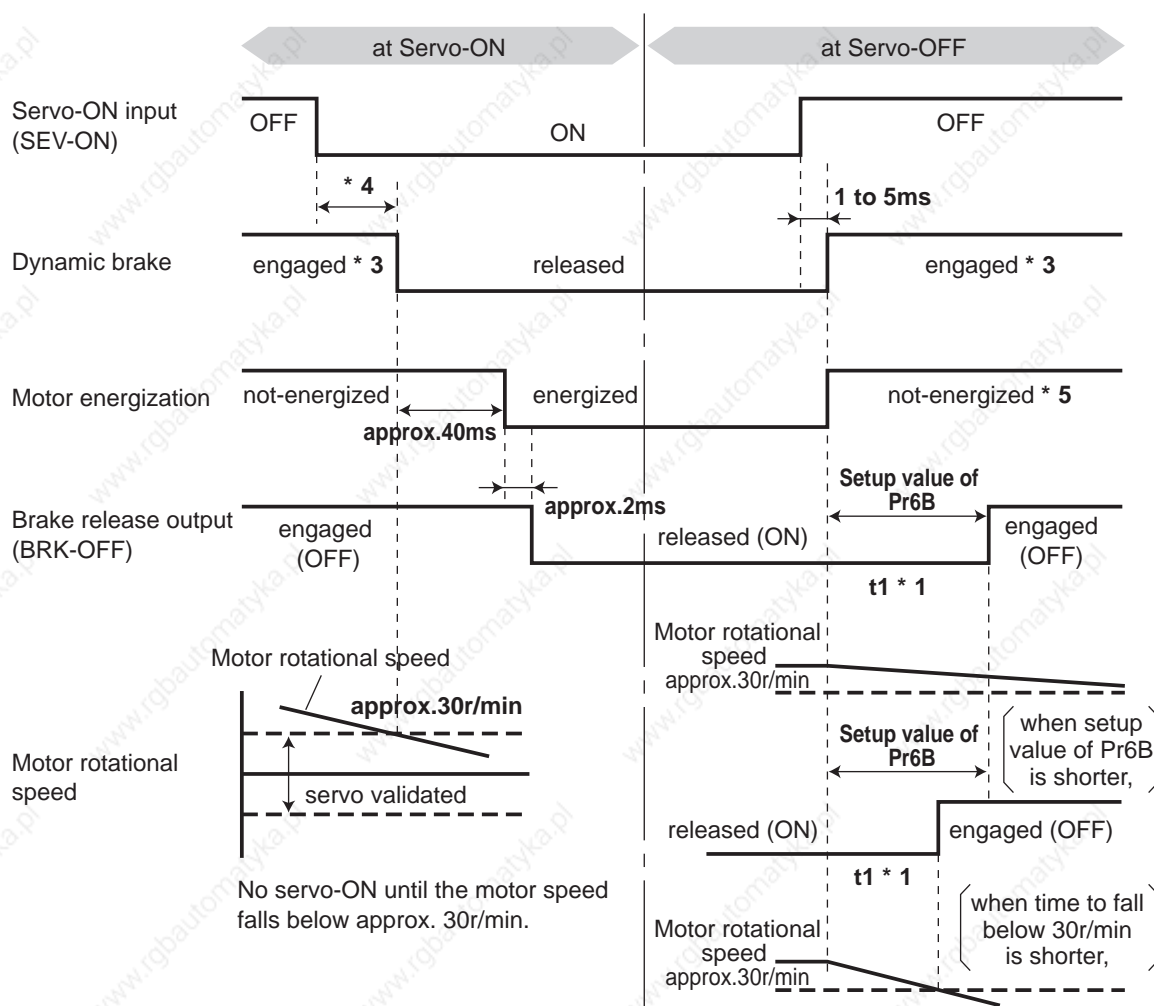 at Servo-ON
at Servo-OFF
Servo-ON input
(SEV-ON)
OFF
ON
OFF
* 4
1 to 5ms
Dynamic brake
engaged * 3
released
engaged * 3
Motor energization
not-energized
energized
not-energized * 5
approx.40ms
approx.2ms
Setup value of
Pr6B
Brake release output
(BRK-OFF)
engaged
(OFF)
released (ON)
engaged
(OFF)
t1 * 1
Motor rotational speed
approx.30r/min
Motor rotational
speed
servo validated
No servo-ON until the motor speed
falls below approx. 30r/min.
Motor rotational
speed
approx.30r/min
Setup value of
Pr6B
when setup
value of Pr6B
is shorter,
released (ON)
engaged (OFF)
t1 * 1
when time to fall
below 30r/min
is shorter,
Motor rotational
speed
approx.30r/min
www.rgbautomatyka.pl